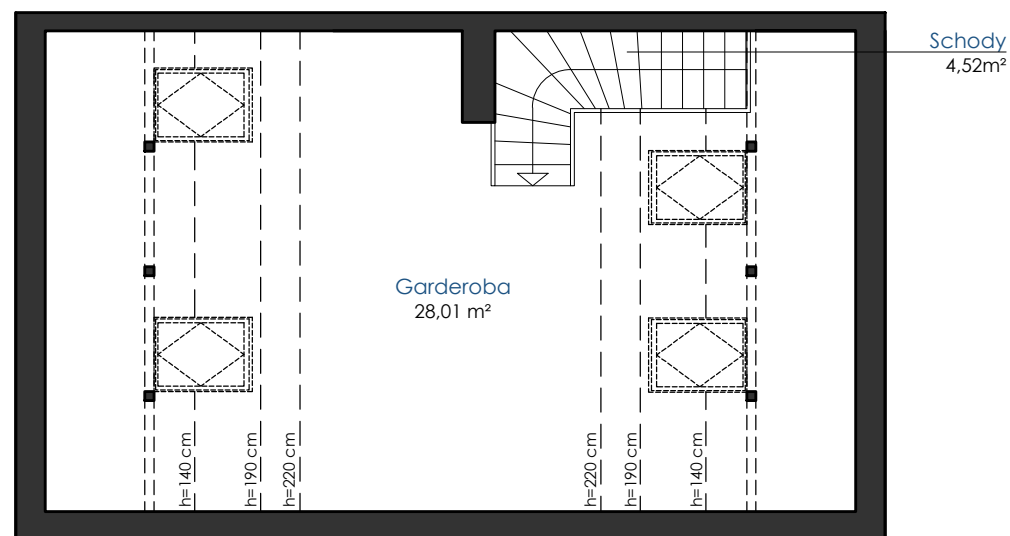 Schody
4,52m²
Garderoba
28,01 m²
h=140 cm
h=190 cm
h=220 cm
h=220 cm
h=190 cm
h=140 cm